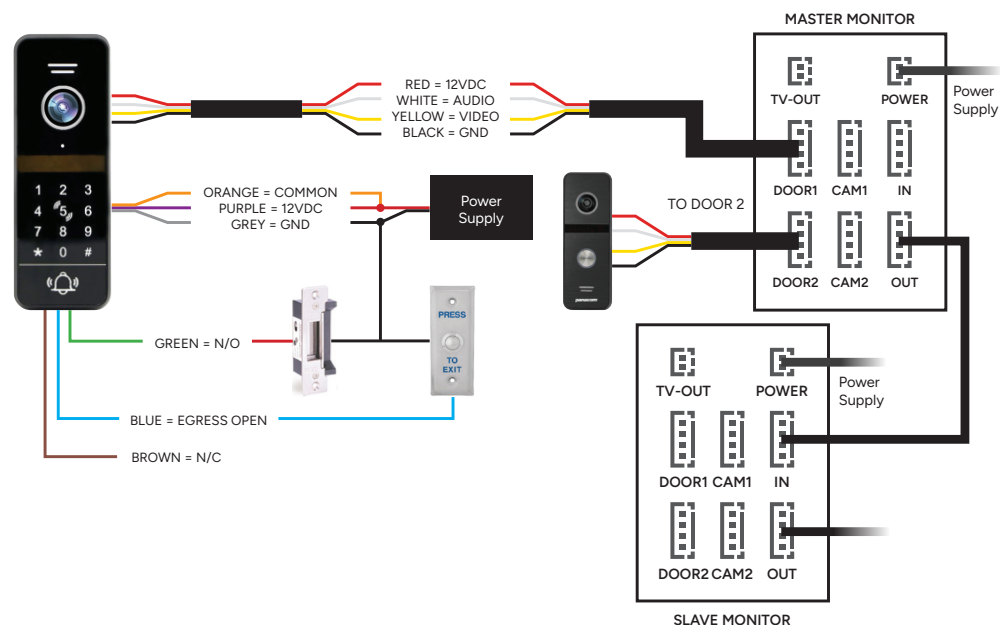 MASTER MONITOR
TV-OUT
POWER
Power
Supply
DOOR1
CAM1
IN
DOOR2
CAM2
OUT
RED = 12VDC
WHITE = AUDIO
YELLOW = VIDEO
BLACK = GND
1 2 3
4 5 6
7 8 9
* 0 #
ORANGE = COMMON
PURPLE = 12VDC
GREY = GND
Power
Supply
TO DOOR 2
PRESS
TO
EXIT
GREEN = N/O
BLUE = EGRESS OPEN
BROWN = N/C
TV-OUT
POWER
Power
Supply
DOOR1
CAM1
IN
DOOR2
CAM2
OUT
SLAVE MONITOR